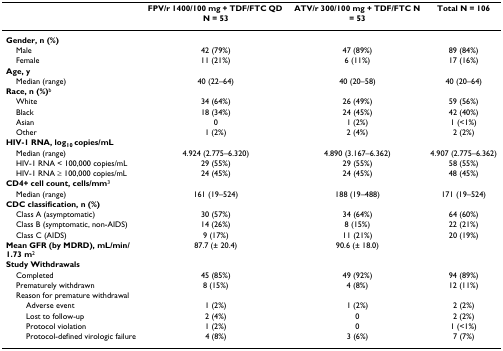 FPV/r 1400/100 mg + TDF/FTC QD N = 53 ATV/r 300/100 mg + TDF/FTC N = 53 Total N = 106
Gender, n (%)
Male 42 (79%) 47 (89%) 89 (84%)
Female 11 (21%) 6 (11%) 17 (16%)
Age, y
Median (range) 40 (22–64) 40 (20–58) 40 (20–64)
Race, n (%)b
White 34 (64%) 26 (49%) 59 (56%)
Black 18 (34%) 24 (45%) 42 (40%)
Asian 0 1 (2%) 1 (<1%)
Other 1 (2%) 2 (4%) 2 (2%)
HIV-1 RNA, log10 copies/mL
Median (range) 4.924 (2.775–6.320) 4.890 (3.167–6.362) 4.907 (2.775–6.362)
HIV-1 RNA < 100,000 copies/mL 29 (55%) 29 (55%) 58 (55%)
HIV-1 RNA ≥ 100,000 copies/mL 24 (45%) 24 (45%) 48 (45%)
CD4+ cell count, cells/mm3
Median (range) 161 (19–524) 188 (19–488) 171 (19–524)
CDC classification, n (%)
Class A (asymptomatic) 30 (57%) 34 (64%) 64 (60%)
Class B (symptomatic, non-AIDS) 14 (26%) 8 (15%) 22 (21%)
Class C (AIDS) 9 (17%) 11 (21%) 20 (19%)
Mean GFR (by MDRD), mL/min/1.73 m2 87.7 (± 20.4) 90.6 (± 18.0)
Study Withdrawals
Completed 45 (85%) 49 (92%) 94 (89%)
Prematurely withdrawn 8 (15%) 4 (8%) 12 (11%)
Reason for premature withdrawal
Adverse event 1 (2%) 1 (2%) 2 (2%)
Lost to follow-up 2 (4%) 0 2 (2%)
Protocol violation 1 (2%) 0 1 (<1%)
Protocol-defined virologic failure 4 (8%) 3 (6%) 7 (7%)